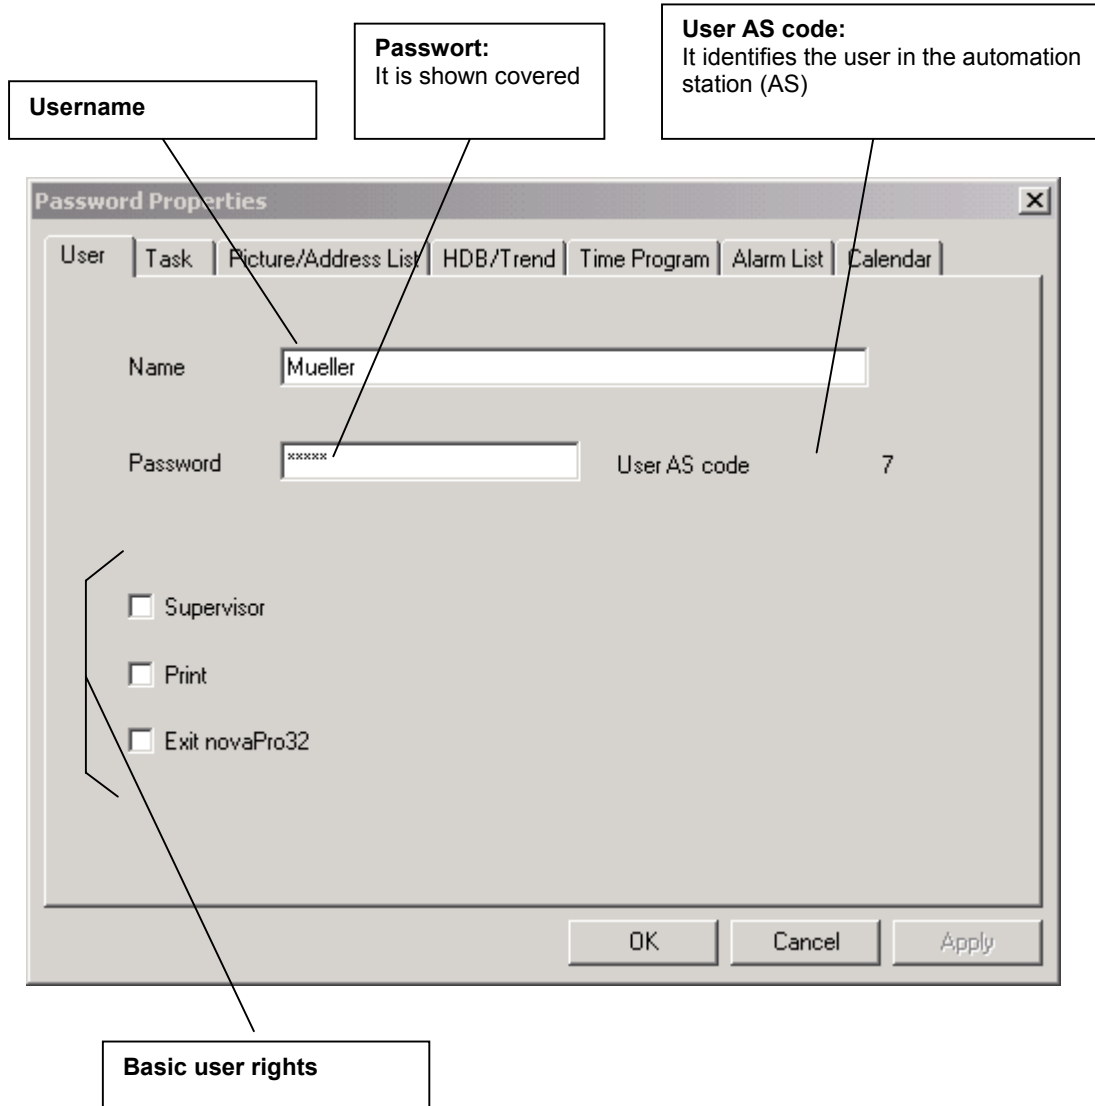 Passwort:
It is shown covered
User AS code:
It identifies the user in the automation
station (AS)
Username
Password Properties
User Task Picture/Address List HDB/Trend Time Program Alarm List Calendar
Name Mueller
Password ××××× User AS code 7
Supervisor
Print
Exit novaPro32
OK Cancel Apply
Basic user rights